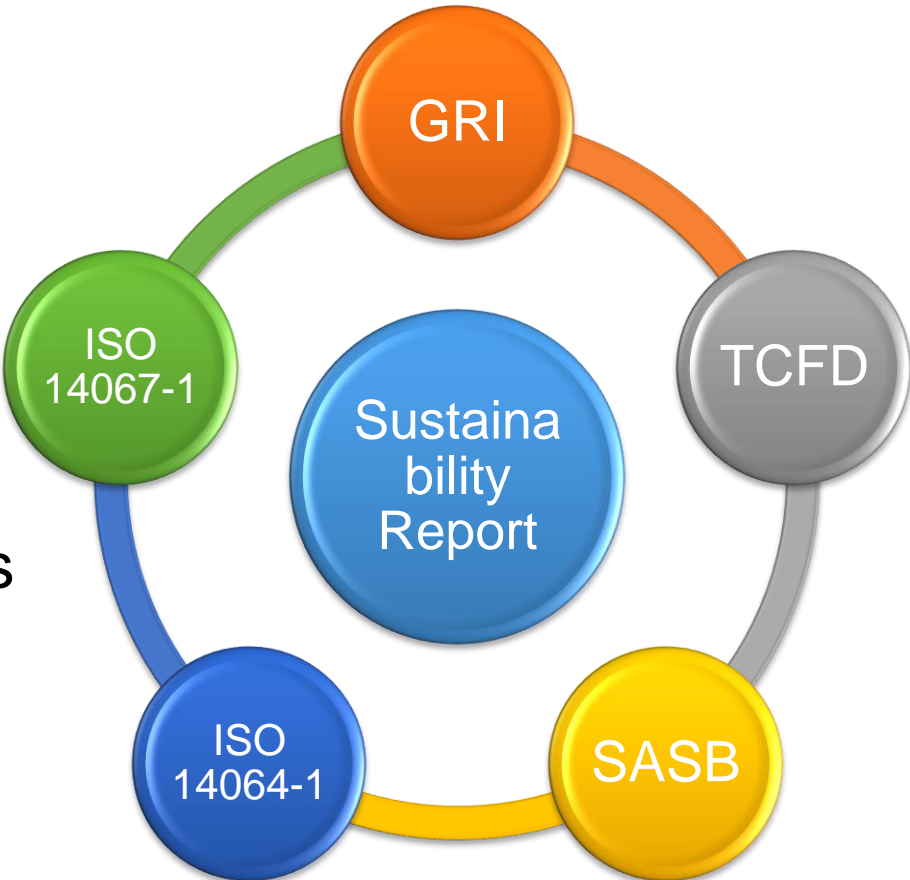 GRI
ISO
14067-1
TCFD
Sustaina
bility
Report
s
ISO
14064-1
SASB